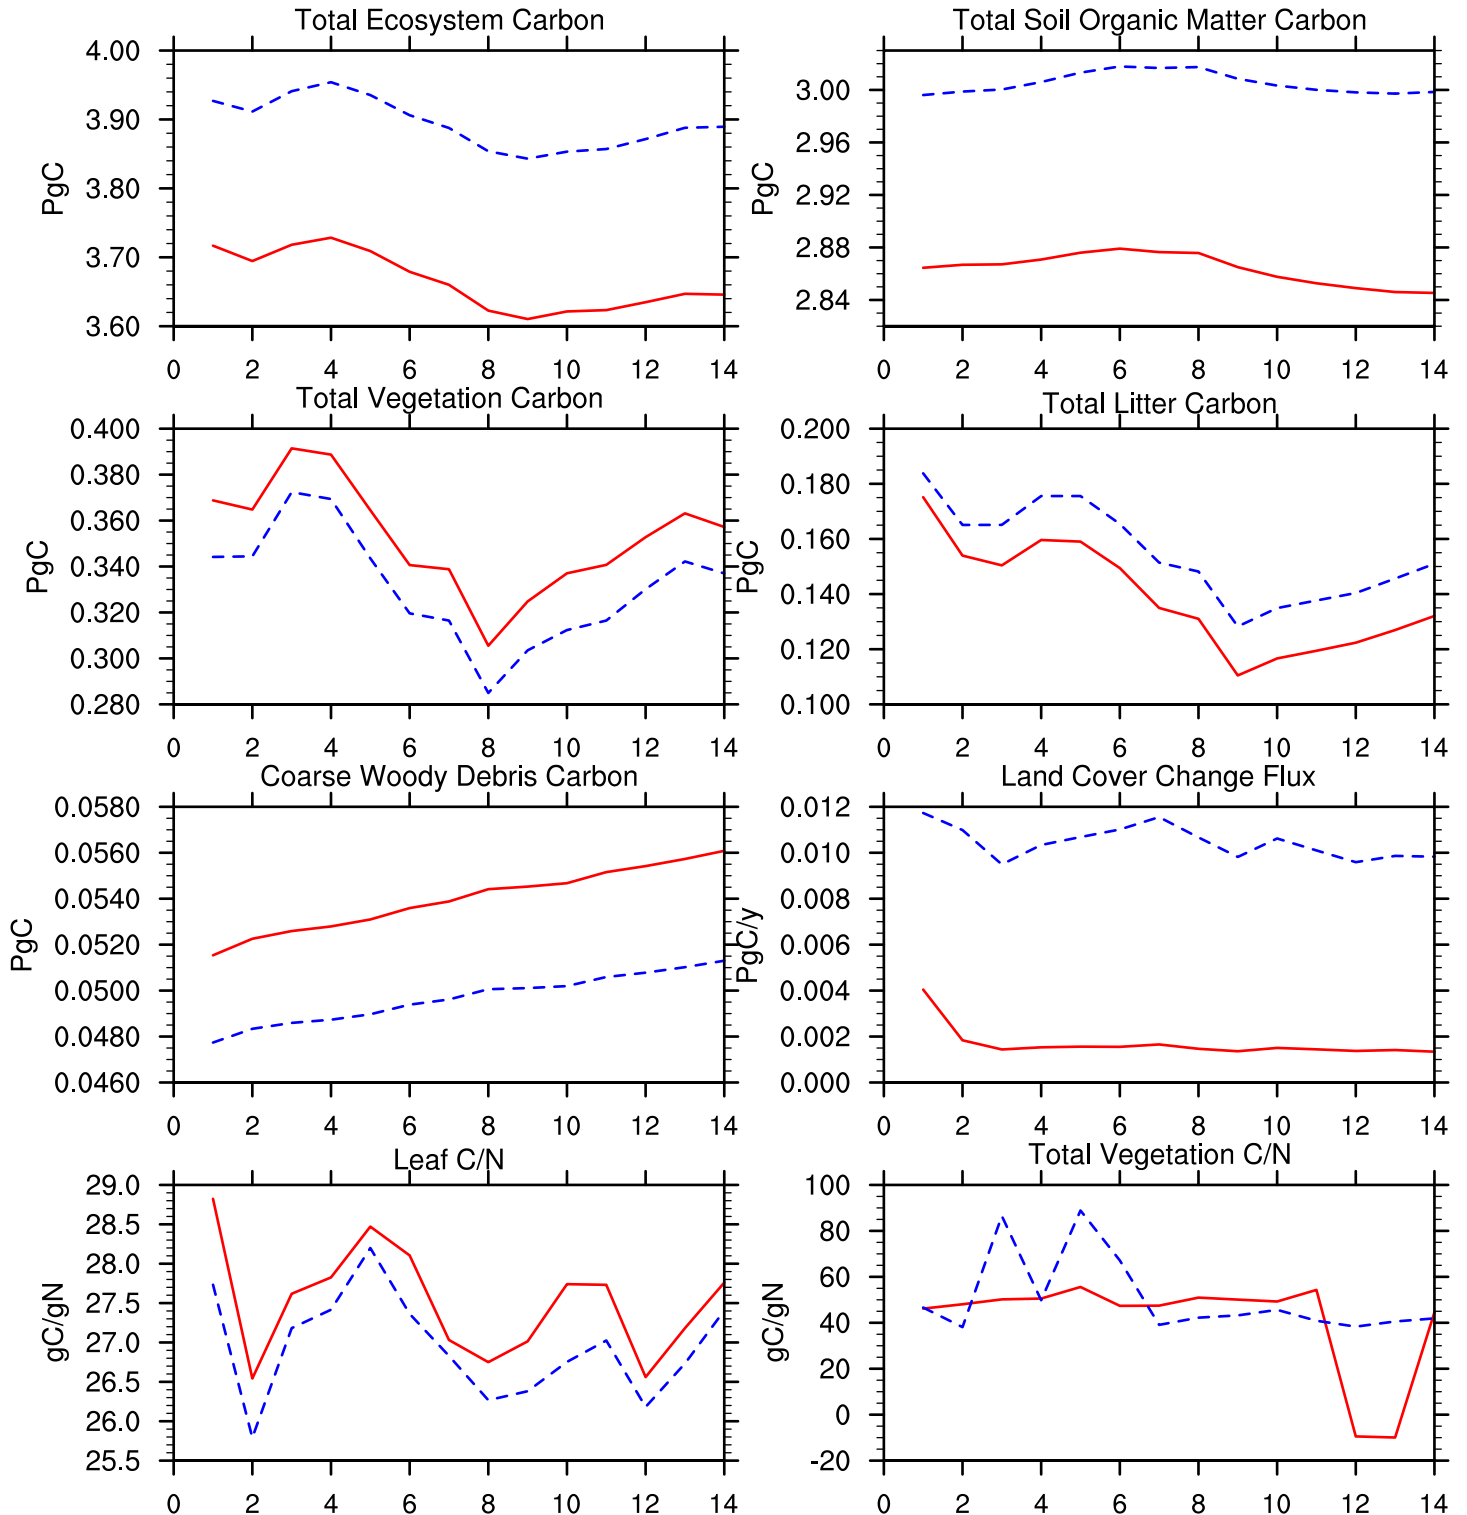 Total Ecosystem Carbon
PgC
4.00
3.90
3.80
3.70
3.60
0 2 4 6 8 10 12 14
Total Soil Organic Matter Carbon
PgC
3.00
2.96
2.92
2.88
2.84
0 2 4 6 8 10 12 14
Total Vegetation Carbon
PgC
0.400
0.380
0.360
0.340
0.320
0.300
0.280
0 2 4 6 8 10 12 14
Total Litter Carbon
PgC
0.200
0.180
0.160
0.140
0.120
0.100
0 2 4 6 8 10 12 14
Coarse Woody Debris Carbon
PgC
0.0580
0.0560
0.0540
0.0520
0.0500
0.0480
0.0460
0 2 4 6 8 10 12 14
Land Cover Change Flux
PgC/y
0.012
0.010
0.008
0.006
0.004
0.002
0.000
0 2 4 6 8 10 12 14
Leaf C/N
gC/gN
29.0
28.5
28.0
27.5
27.0
26.5
26.0
25.5
0 2 4 6 8 10 12 14
Total Vegetation C/N
gC/gN
100
80
60
40
20
0
-20
0 2 4 6 8 10 12 14